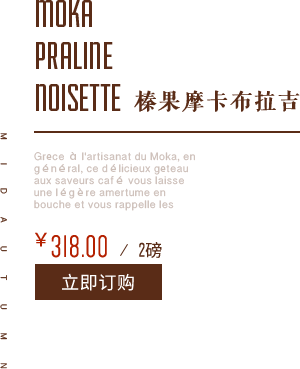 MOKA
PRALINE
NOISETTE 榛果摩卡布拉吉
Grece à l'artisanat du Moka, en
général, ce délicieux geteau
aux saveurs café vous laisse
une légère amertume en
bouche et vous rappelle les
¥318.00 / 2磅
立即订购
MIDAUTUMN